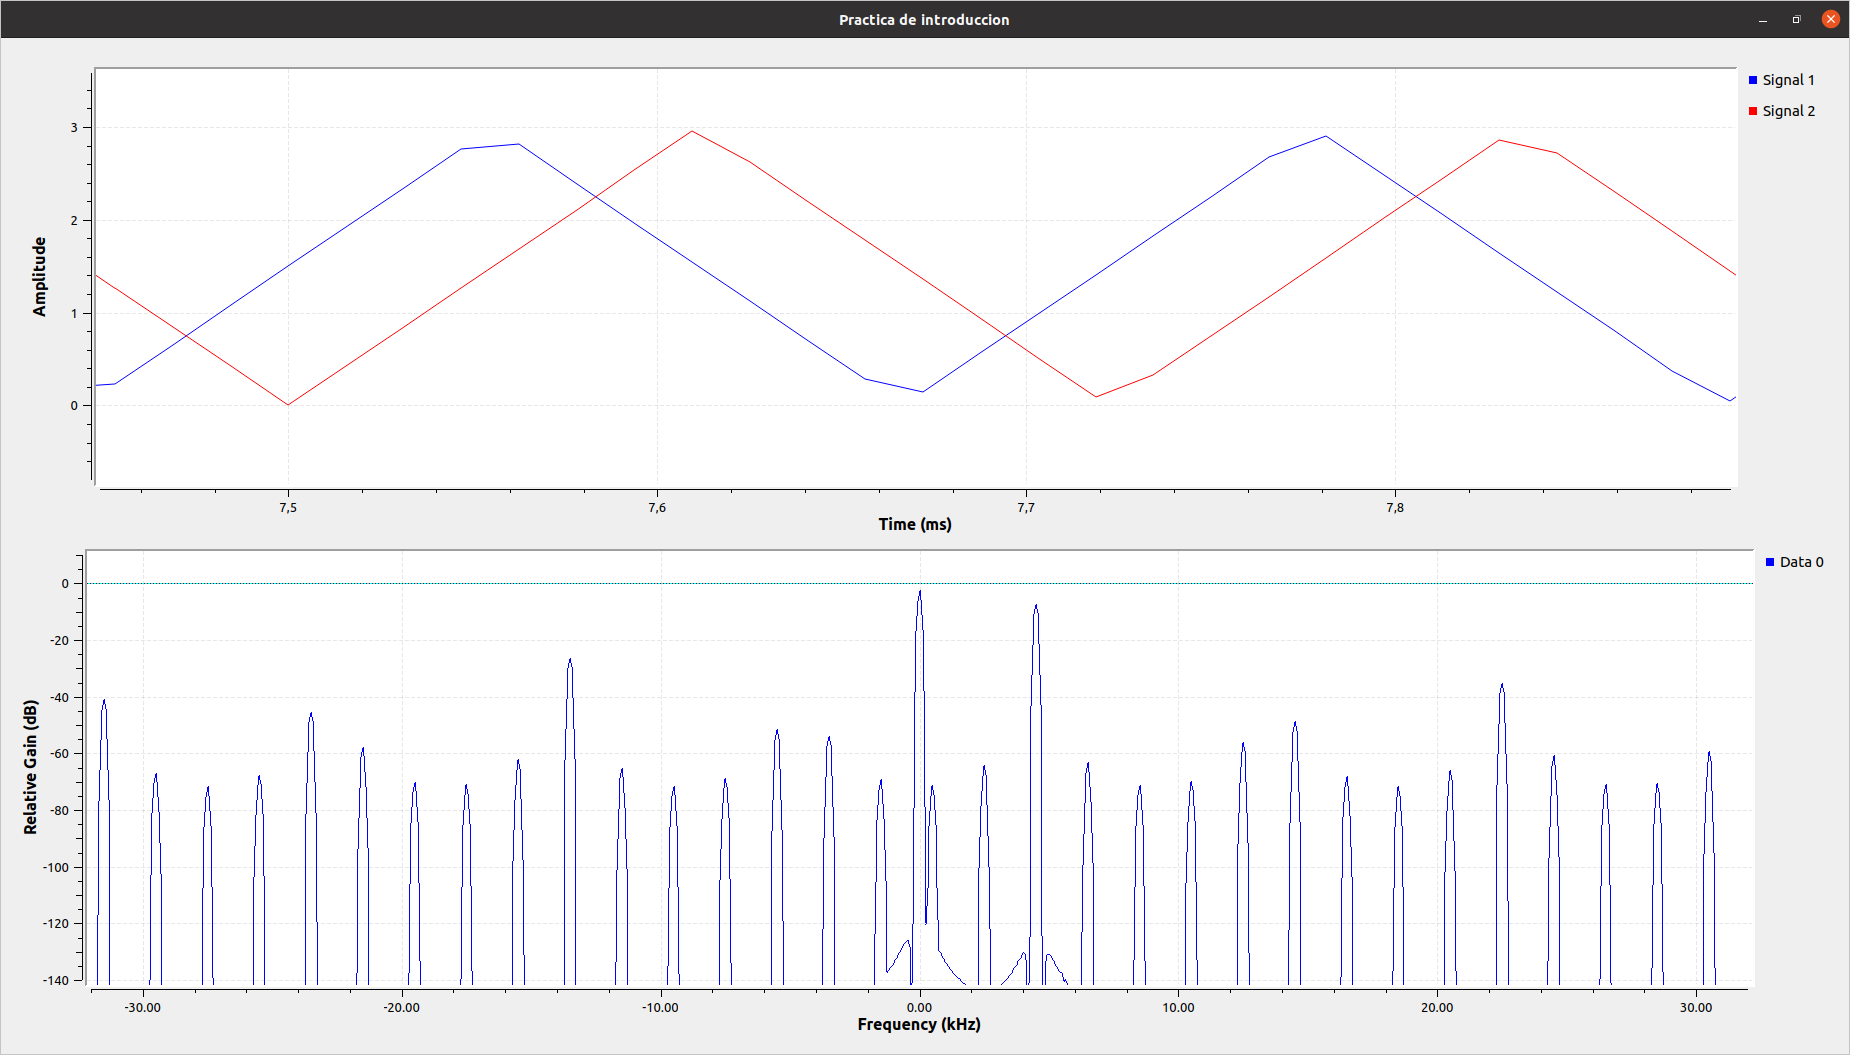 Practica de introduccion
Signal 1
Signal 2
Amplitude
3
2
1
0
7,5 7,6 7,7 7,8
Time (ms)
Data 0
Relative Gain (dB)
0
-20
-40
-60
-80
-100
-120
-140
-30.00 -20.00 -10.00 0.00 10.00 20.00 30.00
Frequency (kHz)